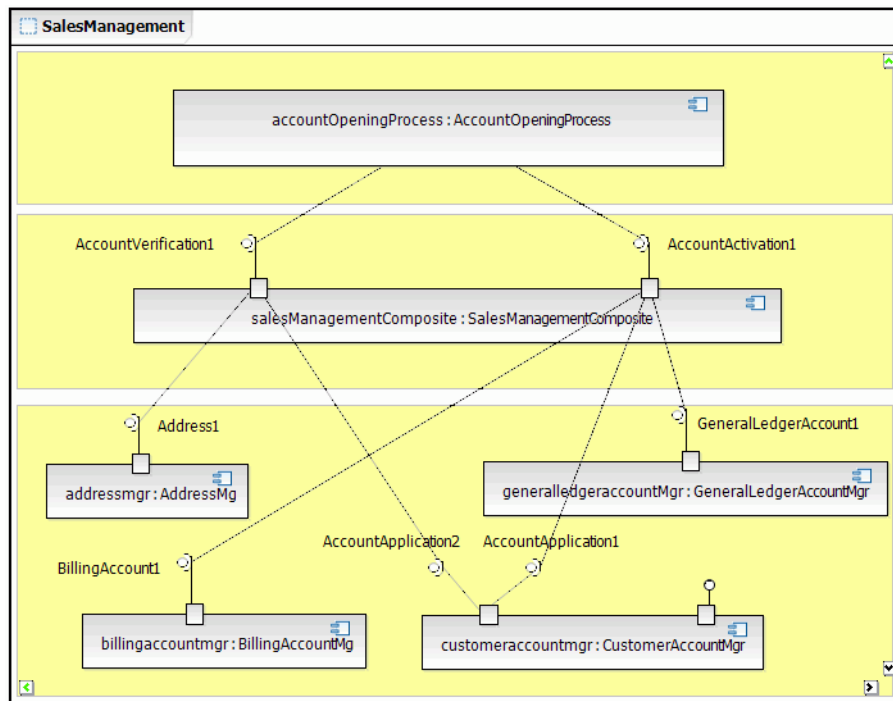 SalesManagement
accountOpeningProcess : AccountOpeningProcess
AccountVerification1
AccountActivation1
salesManagementComposite : SalesManagementComposite
Address1
GeneralLedgerAccount1
addressmgr : AddressMg
generalledgeraccountMgr : GeneralLedgerAccountMgr
AccountApplication2
AccountApplication1
BillingAccount1
billingaccountmgr : BillingAccountMg
customeraccountmgr : CustomerAccountMgr